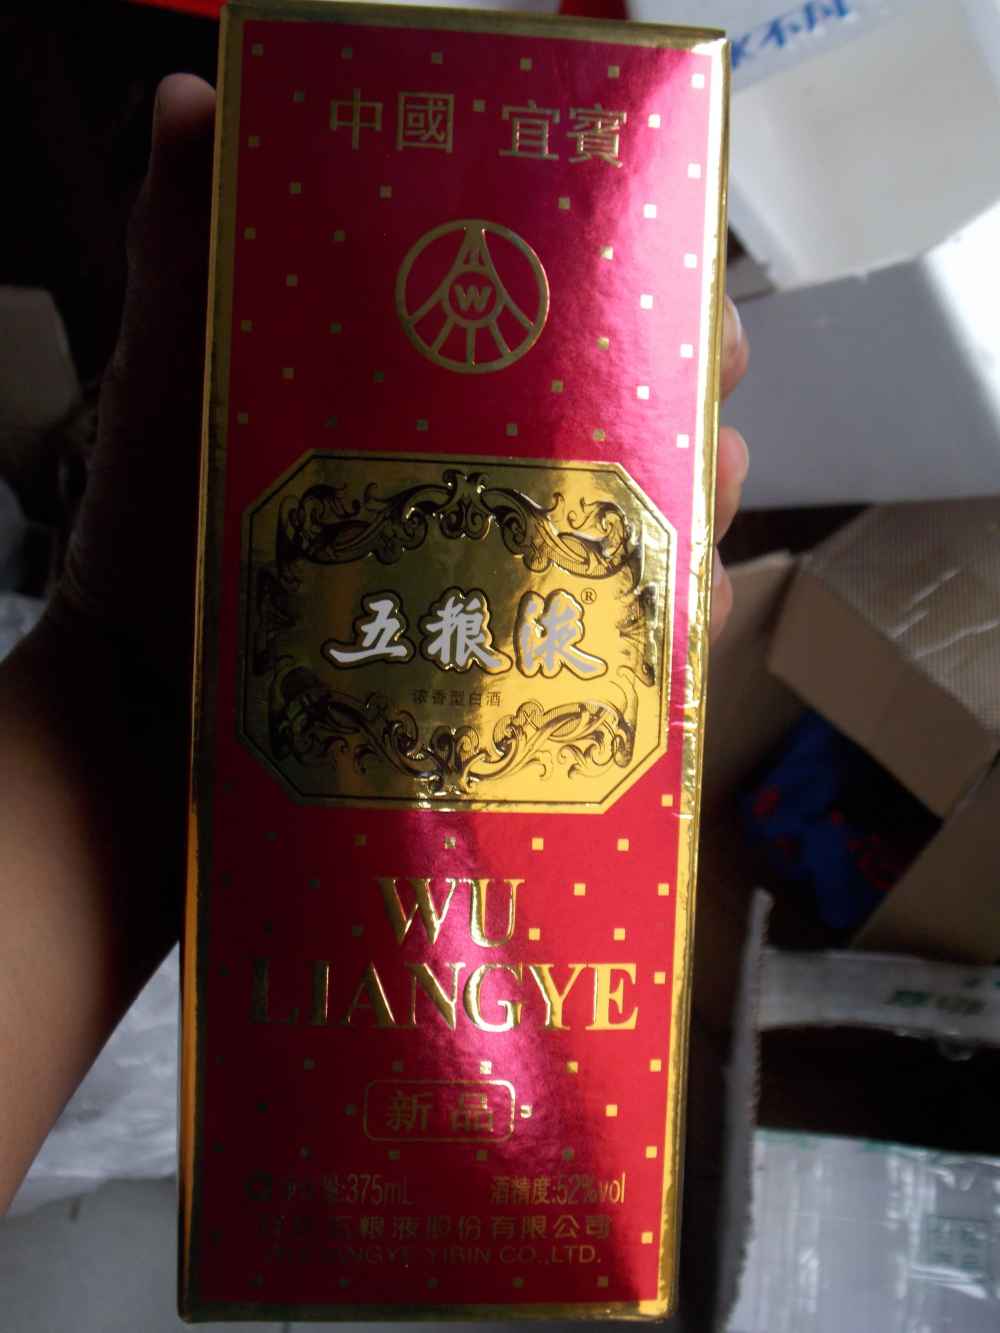 中國 宜賓
W
五粮液®
浓香型白酒
WU
LIANGYE
新品
量:375mL 酒精度:52%vol
粮液股份有限公司
YIBIN CO.,LTD.